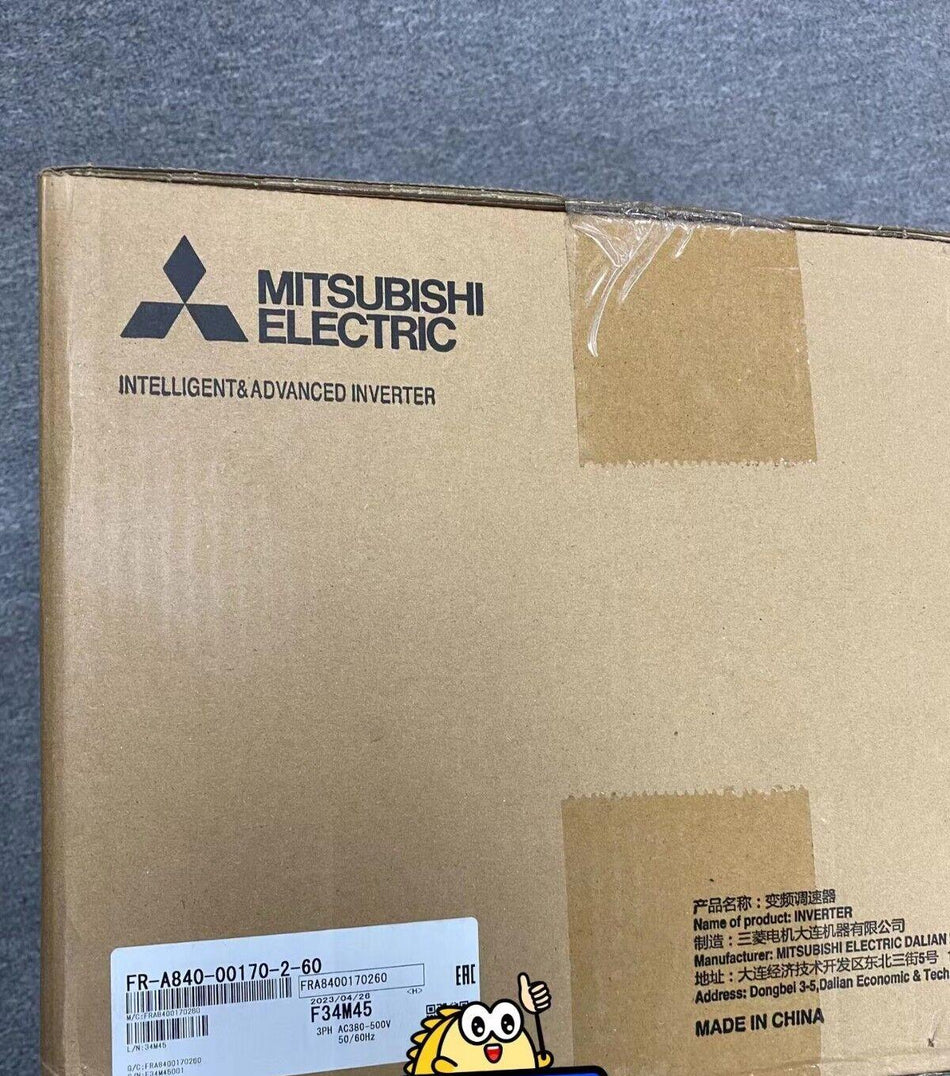 MITSUBISHI
ELECTRIC
INTELLIGENT&ADVANCED INVERTER
FR-A840-00170-2-60
FRA8400170260
EAC
M/C:FRA8400170260
2023/04/26
<H>
F34M45
L/N:34M45
3PH AC380-500V
50/60Hz
G/C:FRA8400170260
产品名称：变频调速器
Name of product: INVERTER
制造：三菱电机大连机器有限公司
Manufacturer: MITSUBISHI ELECTRIC DALIAN
地址：大连经济技术开发区东北三街5号
Address: Dongbei 3-5,Dalian Economic & Tech
MADE IN CHINA